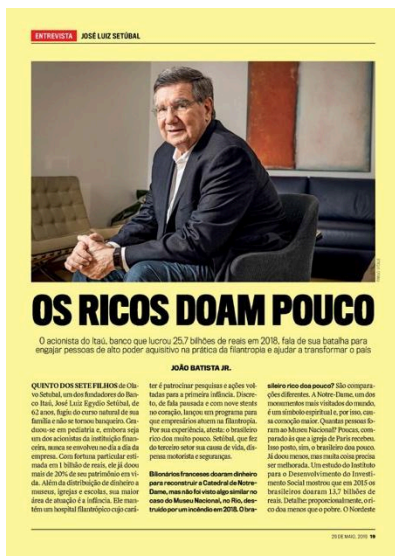 ENTREVISTA JOSÉ LUIZ SETÚBAL
OS RICOS DOAM POUCO
O acionista do Itaú, banco que lucrou 25,7 bilhões de reais em 2018, fala de sua batalha para
engajar pessoas de alto poder aquisitivo na prática da filantropia e ajudar a transformar o país
JOÃO BATISTA JR.
QUINTO DOS SETE FILHOS de Ola-
vo Setubal, um dos fundadores do Ban-
co Itaú, José Luiz Egydio Setúbal, de
62 anos, fugiu do curso natural de sua
família e não se tornou banqueiro. Gra-
duou-se em pediatria e, embora seja
um dos acionistas da instituição finan-
ceira, nunca se envolveu no dia a dia da
empresa. Com fortuna particular esti-
mada em 1 bilhão de reais, ele já doou
mais de 20% de seu patrimônio em vi-
da. Além da distribuição de dinheiro a
museus, igrejas e escolas, sua maior
área de atuação é a infância. Ele man-
tém um hospital filantrópico cujo cará-
ter é patrocinar pesquisas e ações vol-
tadas para a primeira infância. Discre-
to, de fala pausada e com nove stents
no coração, lançou um programa para
que empresários atuem na filantropia.
Por sua experiência, atesta: o brasilei-
ro rico doa muito pouco. Setúbal, que fez
do terceiro setor sua causa de vida, dis-
pensa motorista e seguranças.
Bilionários franceses doaram dinheiro
para reconstruir a Catedral de Notre-
Dame, mas não foi visto algo similar no
caso do Museu Nacional, no Rio, des-
truído por um incêndio em 2018. O bra-
sileiro rico doa pouco? São compara-
ções diferentes. A Notre-Dame, um dos
monumentos mais visitados do mundo,
é um símbolo espiritual e, por isso, cau-
sa comoção maior. Quantas pessoas fo-
ram ao Museu Nacional? Poucas, com-
parado às que a igreja de Paris recebeu.
Isso posto, sim, o brasileiro doa pouco.
Já doou menos, mas muita coisa precisa
ser melhorada. Um estudo do Instituto
para o Desenvolvimento do Investi-
mento Social mostrou que em 2015 os
brasileiros doaram 13,7 bilhões de
reais. Detalhe: proporcionalmente, o ri-
co doa menos que o pobre. O Nordeste
29 DE MAIO, 2019 19